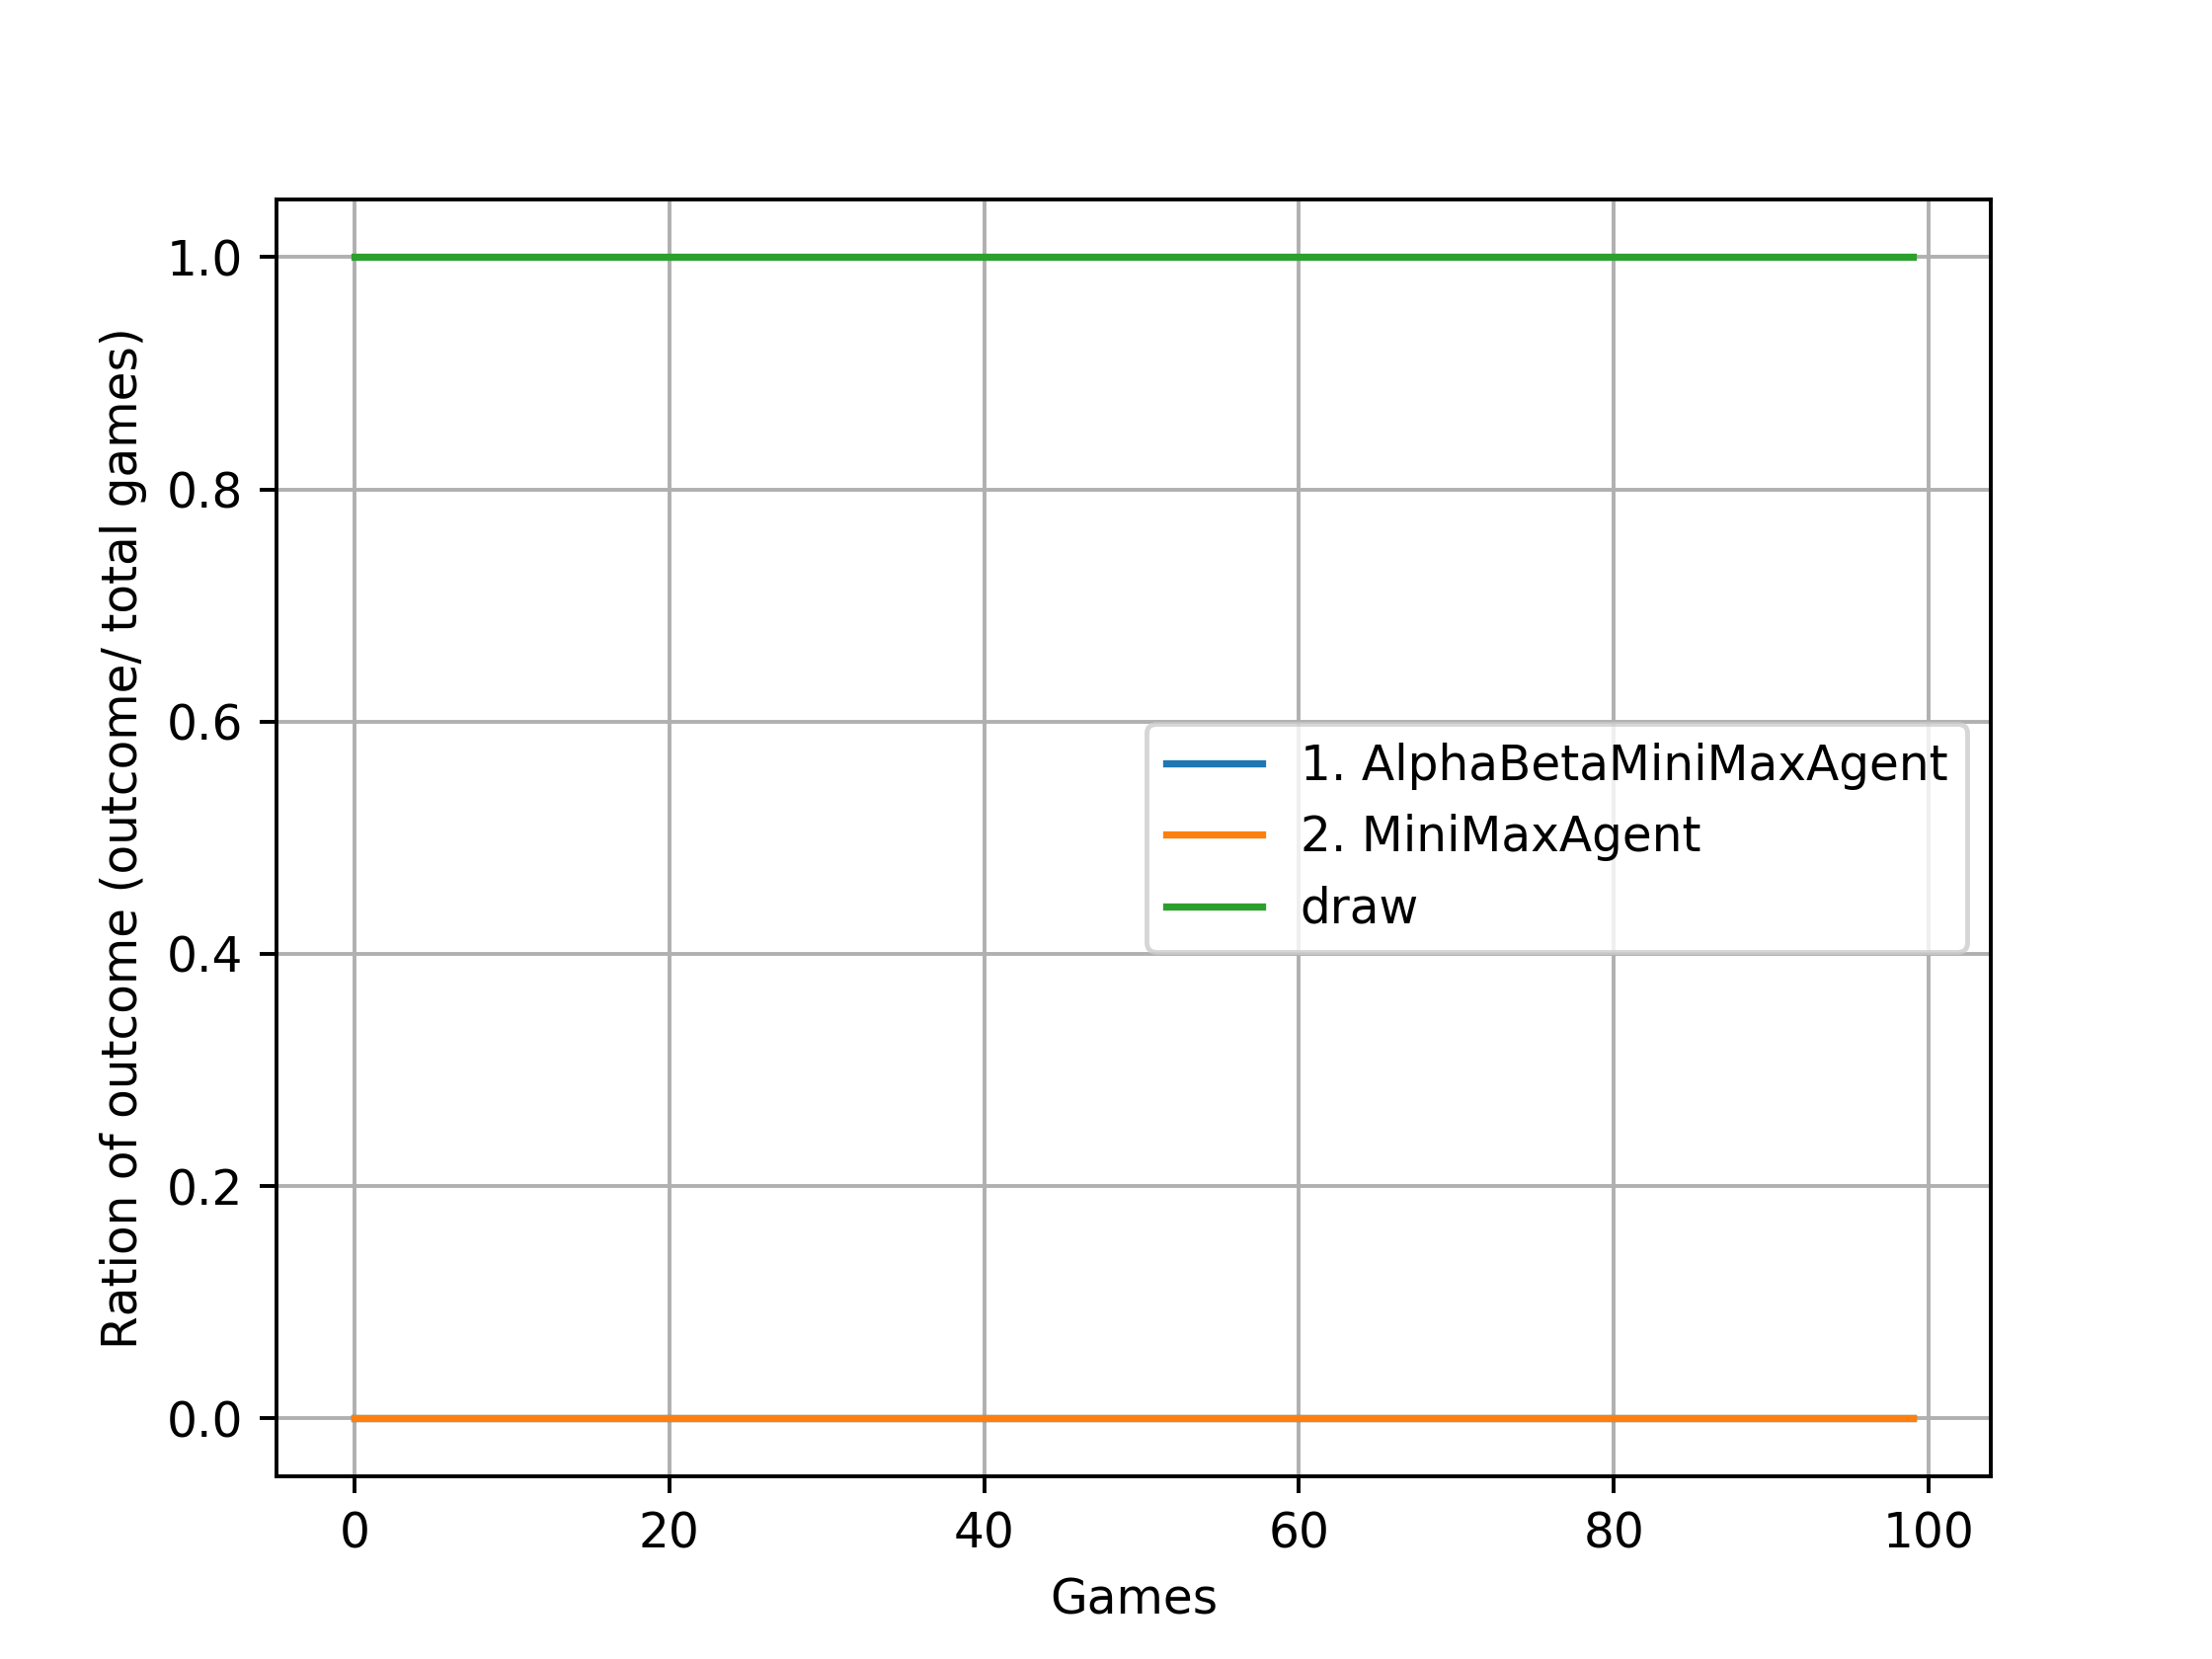 Ration of outcome (outcome/ total games)
1.0
0.8
0.6
0.4
0.2
0.0
1. AlphaBetaMiniMaxAgent
2. MiniMaxAgent
draw
0 20 40 60 80 100
Games